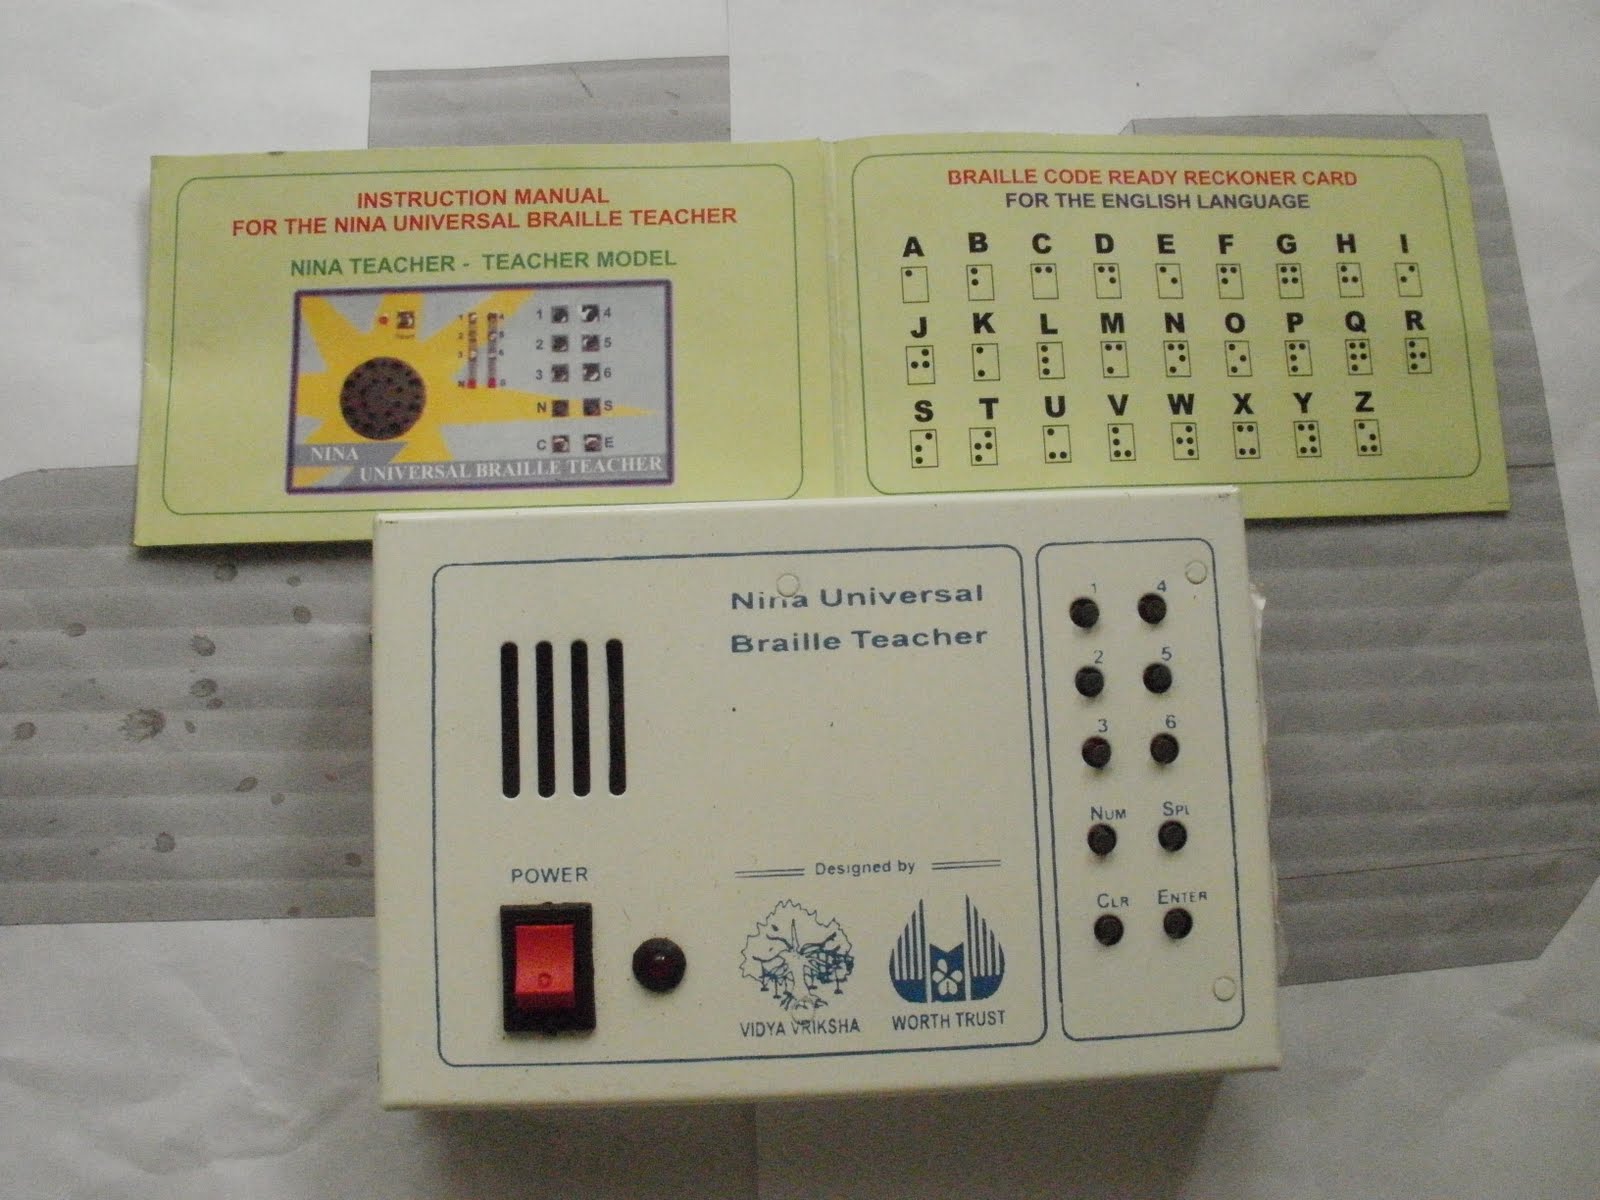 INSTRUCTION MANUAL
FOR THE NINA UNIVERSAL BRAILLE TEACHER
NINA TEACHER - TEACHER MODEL
1 4
2 5
3 6
N S
C E
NINA
UNIVERSAL BRAILLE TEACHER
BRAILLE CODE READY RECKONER CARD
FOR THE ENGLISH LANGUAGE
A B C D E F G H I
J K L M N O P Q R
S T U V W X Y Z
Nina Universal
Braille Teacher
POWER
Designed by
VIDYA VRIKSHA
WORTH TRUST
1 4
2 5
3 6
NUM SPL
CLR ENTER